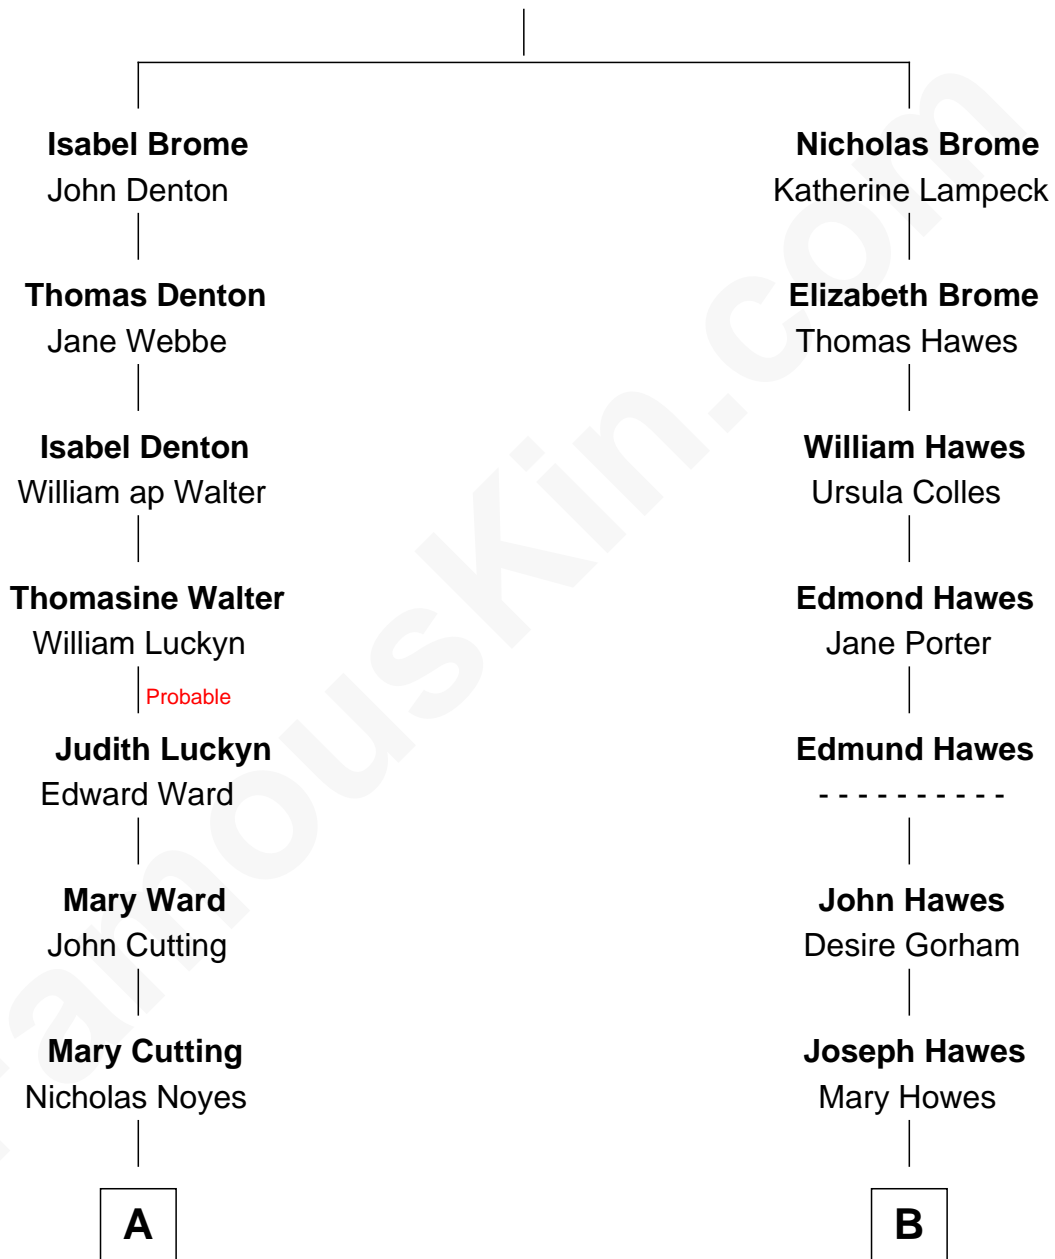 Isabel Brome
John Denton
Thomas Denton
Jane Webbe
Isabel Denton
William ap Walter
Thomasine Walter
William Luckyn
Probable
Judith Luckyn
Edward Ward
Mary Ward
John Cutting
Mary Cutting
Nicholas Noyes
A
Nicholas Brome
Katherine Lampeck
Elizabeth Brome
Thomas Hawes
William Hawes
Ursula Colles
Edmond Hawes
Jane Porter
Edmund Hawes
- - - - - - - - - -
John Hawes
Desire Gorham
Joseph Hawes
Mary Howes
B
FamousKin.com